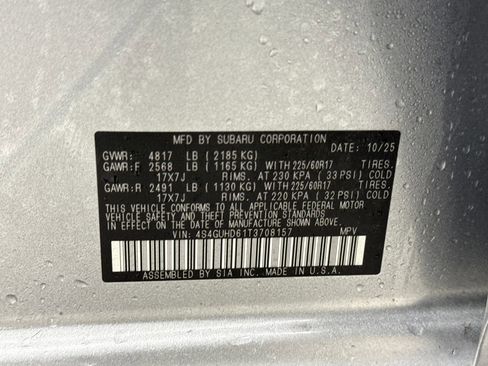 MFD BY SUBARU CORPORATION DATE: 10/25
GVWR: 4817 LB (2185 KG)
GAWR:F 2568 LB (1165 KG) WITH 225/60R17 TIRES.
17X7J RIMS. AT 230 KPA (33 PSI) COLD
GAWR:R 2491 LB (1130 KG) WITH 225/60R17 TIRES.
17X7J RIMS. AT 220 KPA (32 PSI) COLD
THIS VEHICLE CONFORMS TO ALL APPLICABLE FEDERAL MOTOR
VEHICLE SAFETY AND THEFT PREVENTION STANDARDS IN EFFECT
ON THE DATE OF MANUFACTURE SHOWN ABOVE.
VIN: 4S4GUHD61T3708157 MPV
ASSEMBLED BY SIA INC. MADE IN U.S.A.